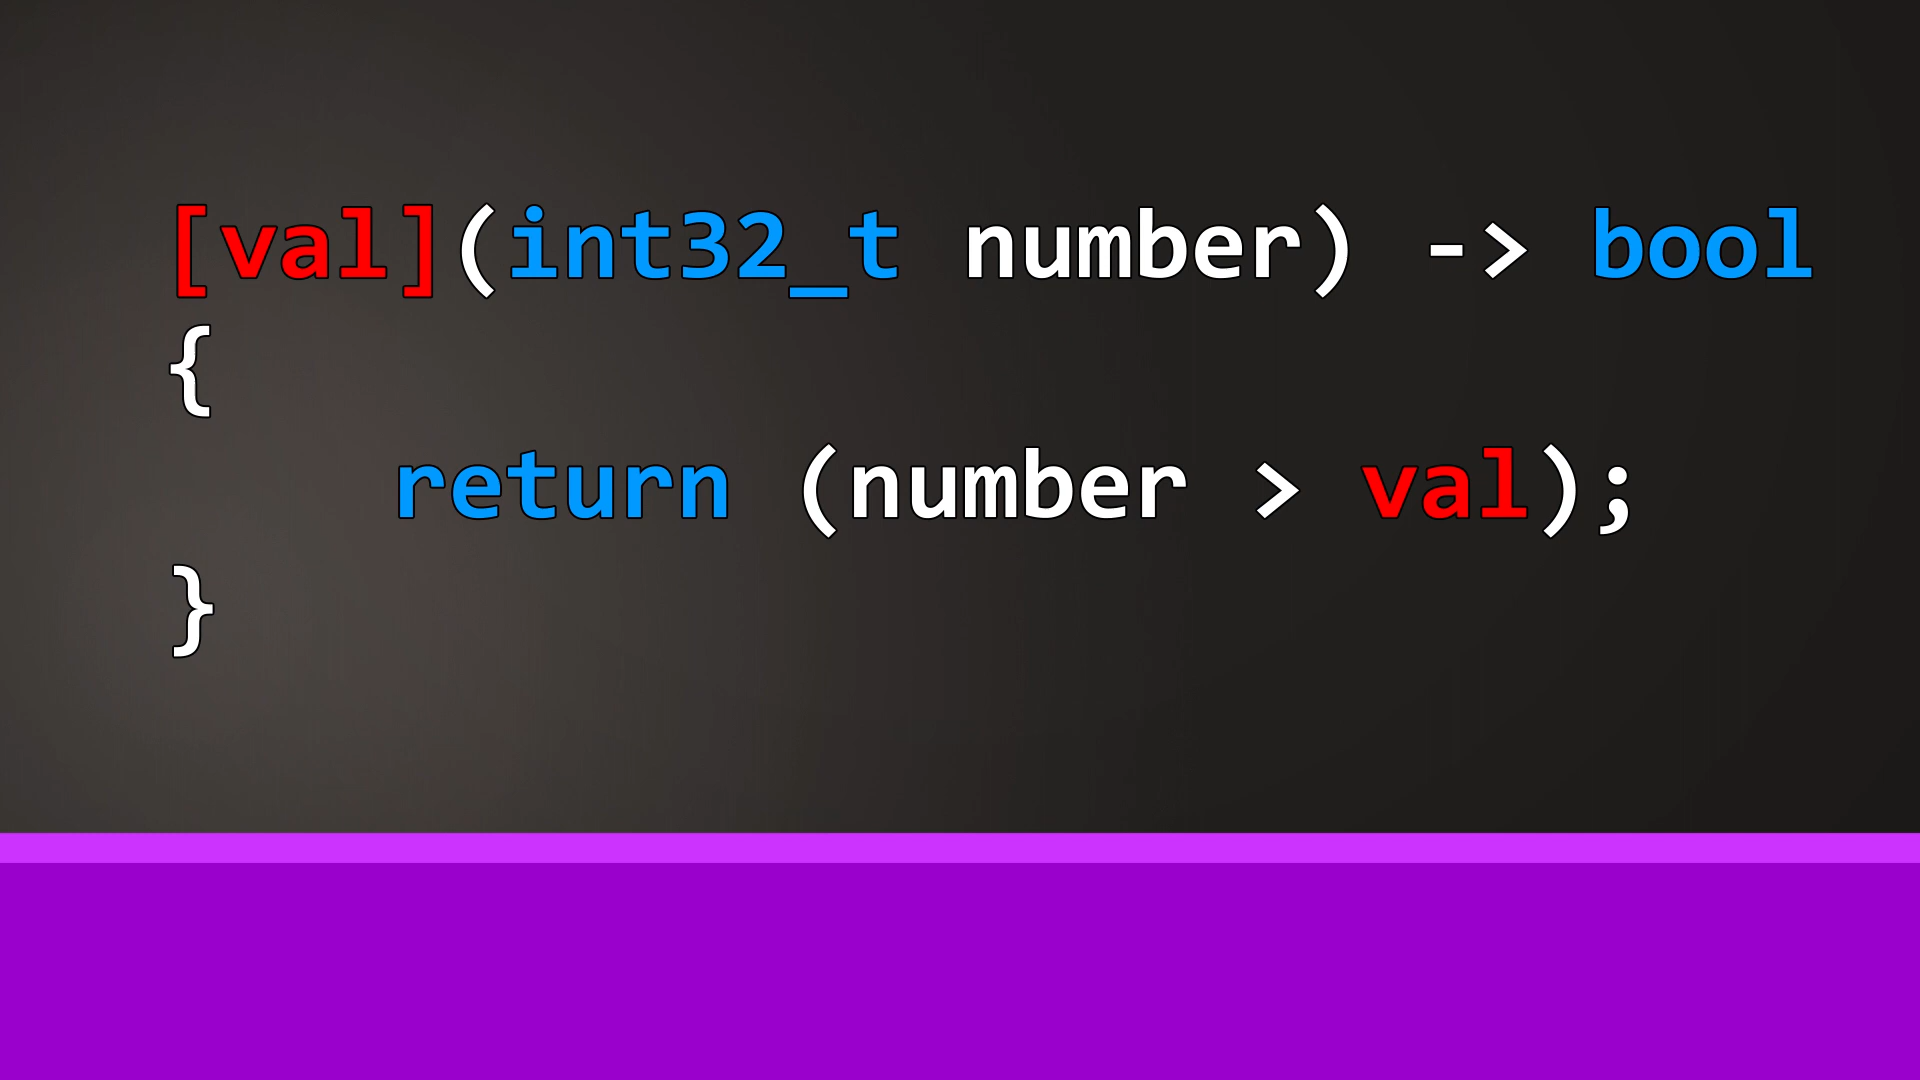 [val](int32_t number) -> bool
{
    return (number > val);
}